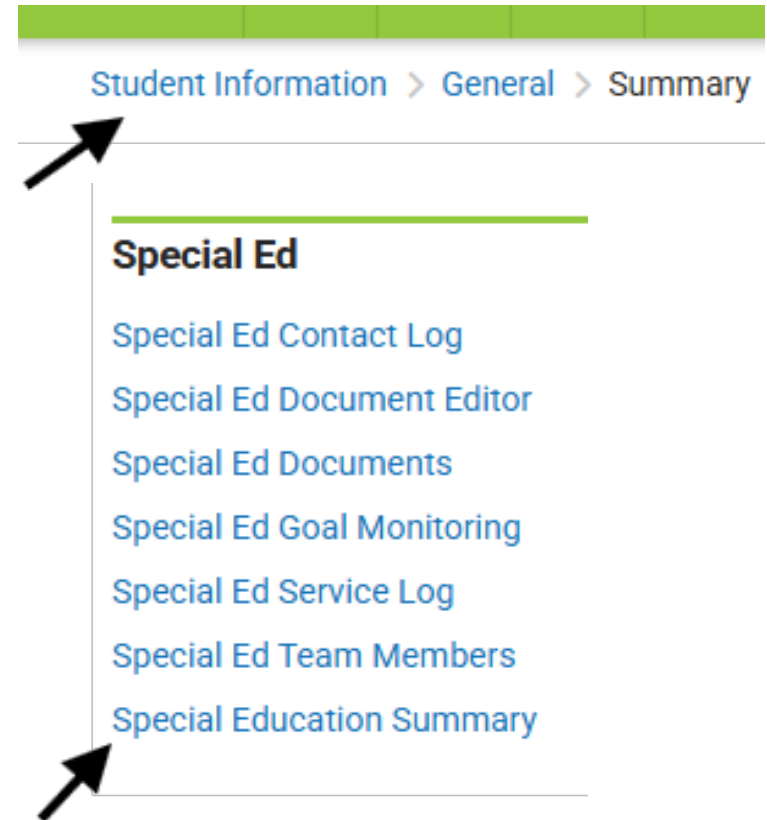 Student Information > General > Summary
Special Ed
Special Ed Contact Log
Special Ed Document Editor
Special Ed Documents
Special Ed Goal Monitoring
Special Ed Service Log
Special Ed Team Members
Special Education Summary